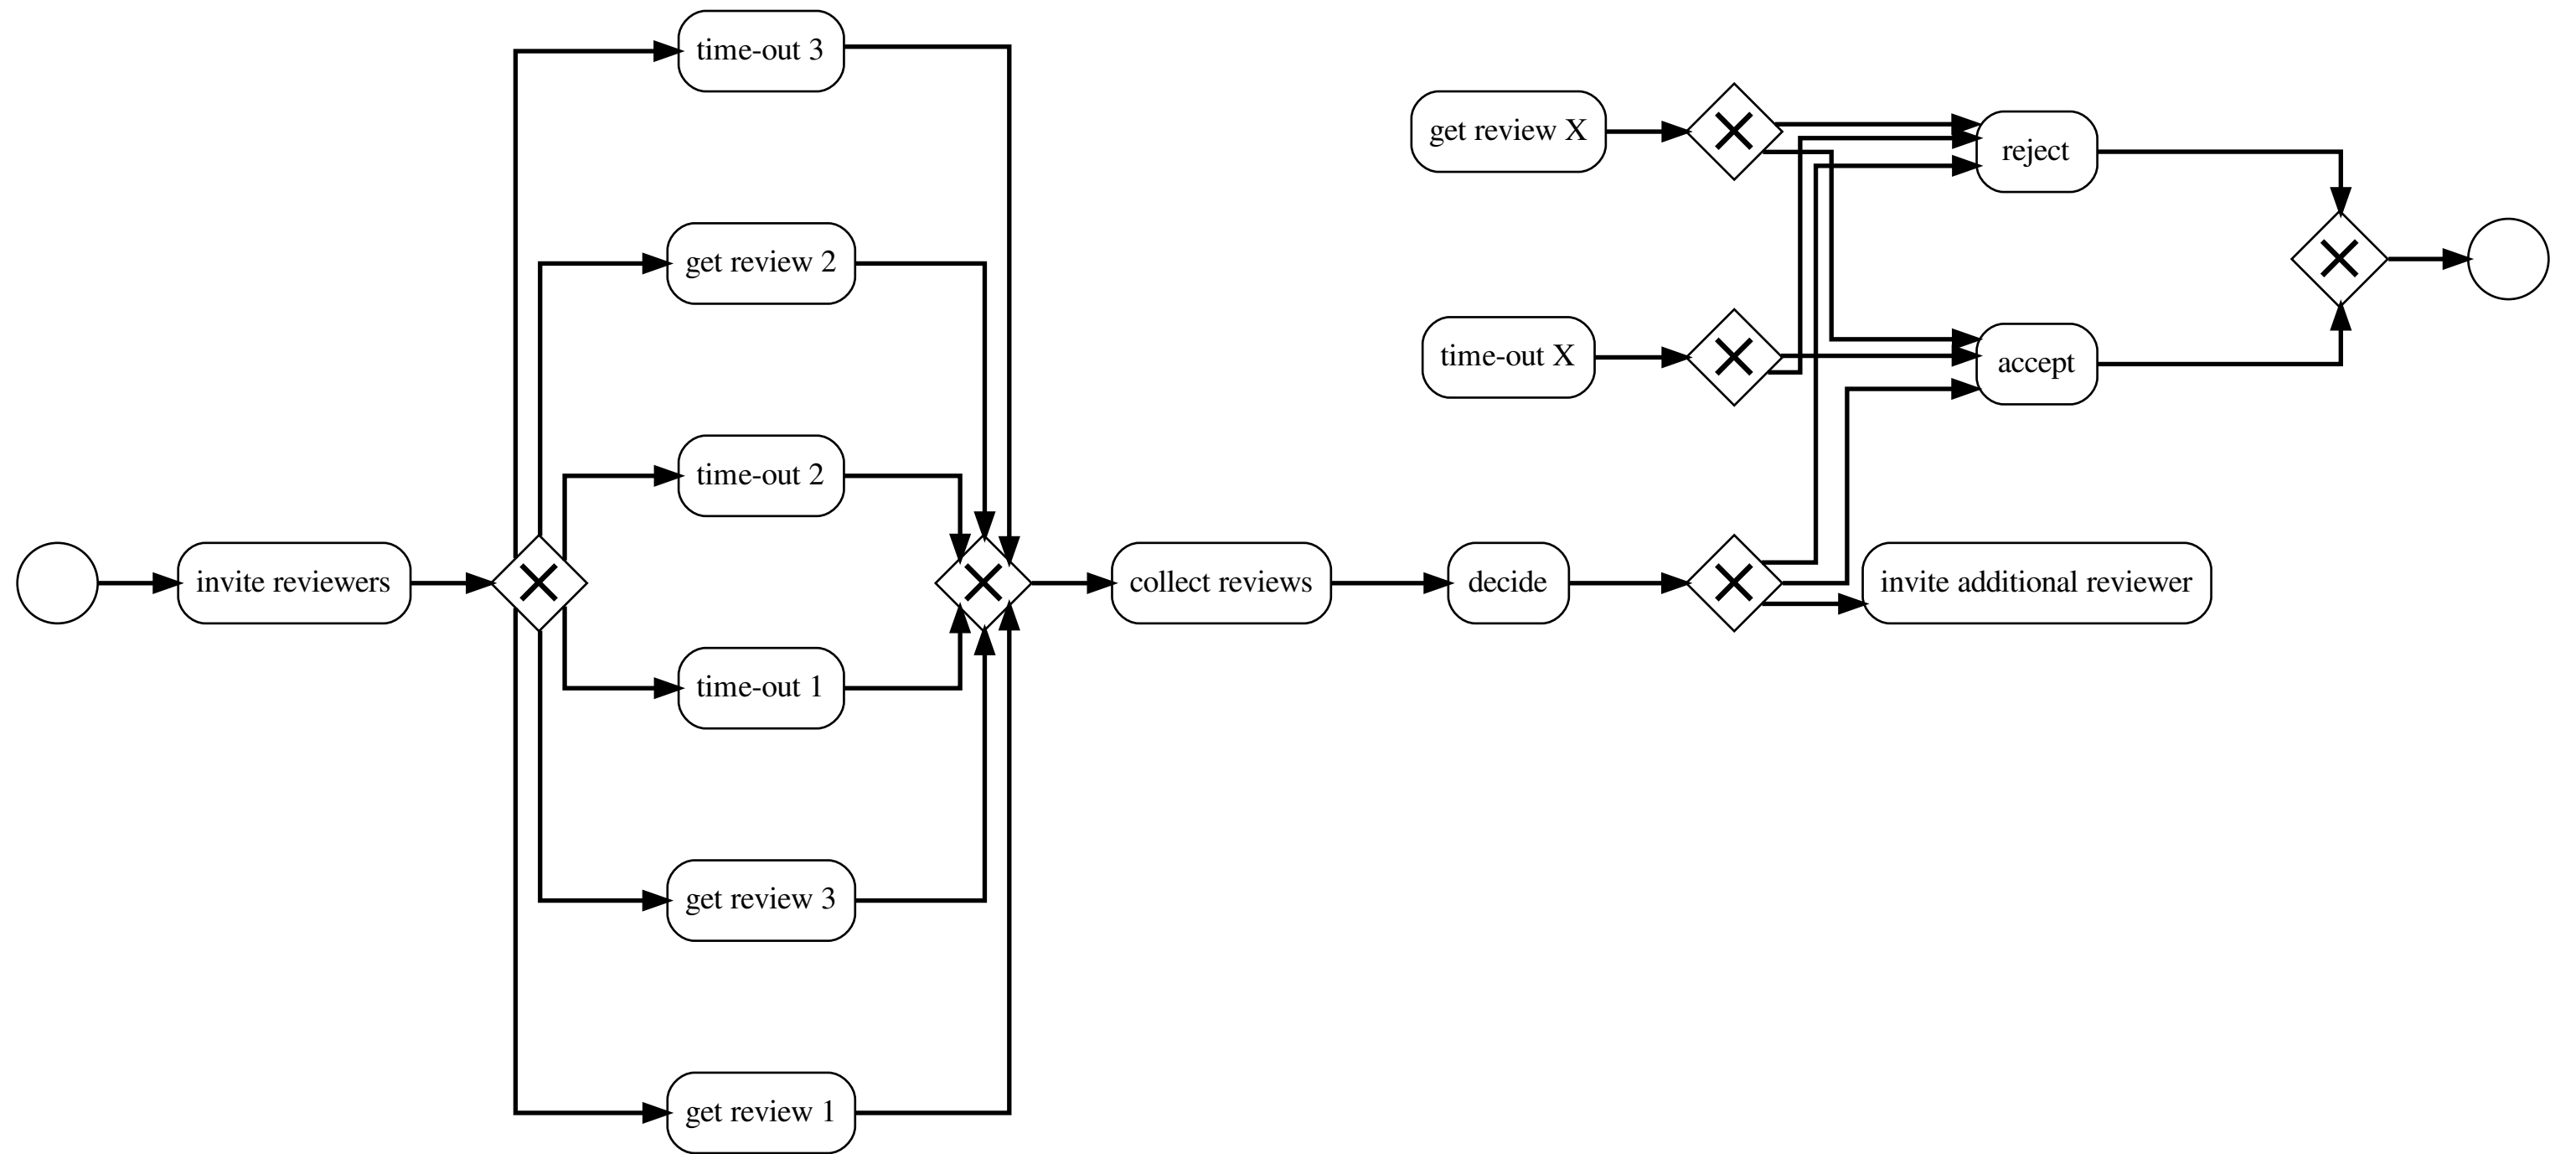 time-out 3
get review 2
time-out 2
invite reviewers
time-out 1
get review 3
get review 1
collect reviews
decide
get review X
time-out X
reject
accept
invite additional reviewer